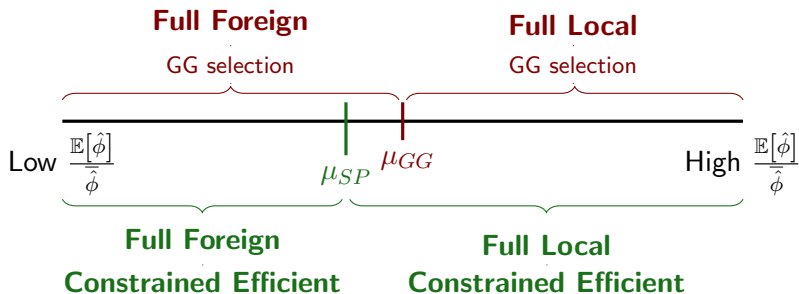 Full Foreign
Full Local
GG selection
GG selection
Low 𝔼[φ̂] / φ̂̅
μ_SP
μ_GG
High 𝔼[φ̂] / φ̂̅
Full Foreign
Full Local
Constrained Efficient
Constrained Efficient